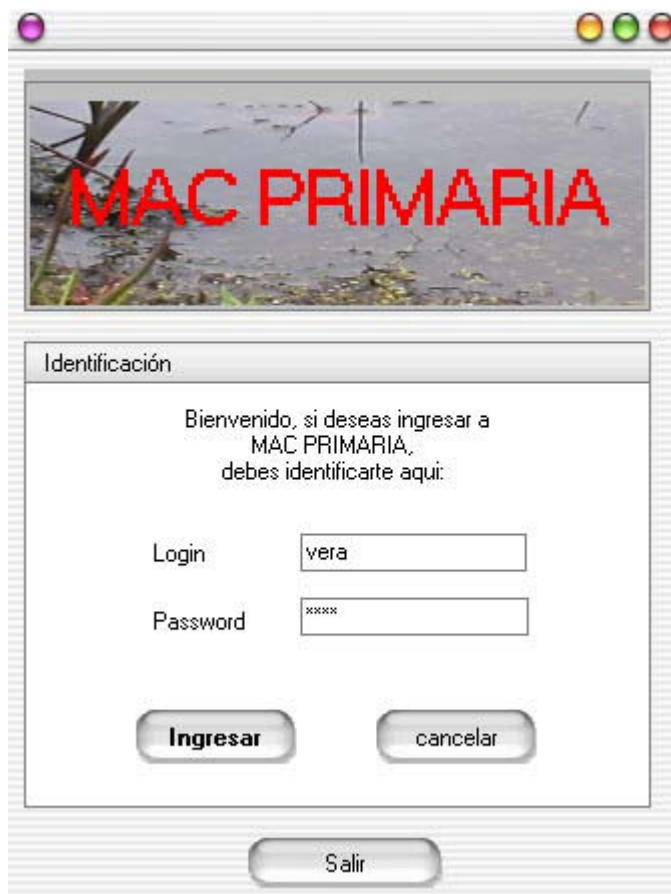 MAC PRIMARIA
Identificación
Bienvenido, si deseas ingresar a
MAC PRIMARIA,
debes identificarte aqui:
Login vera
Password ****
Ingresar cancelar
Salir